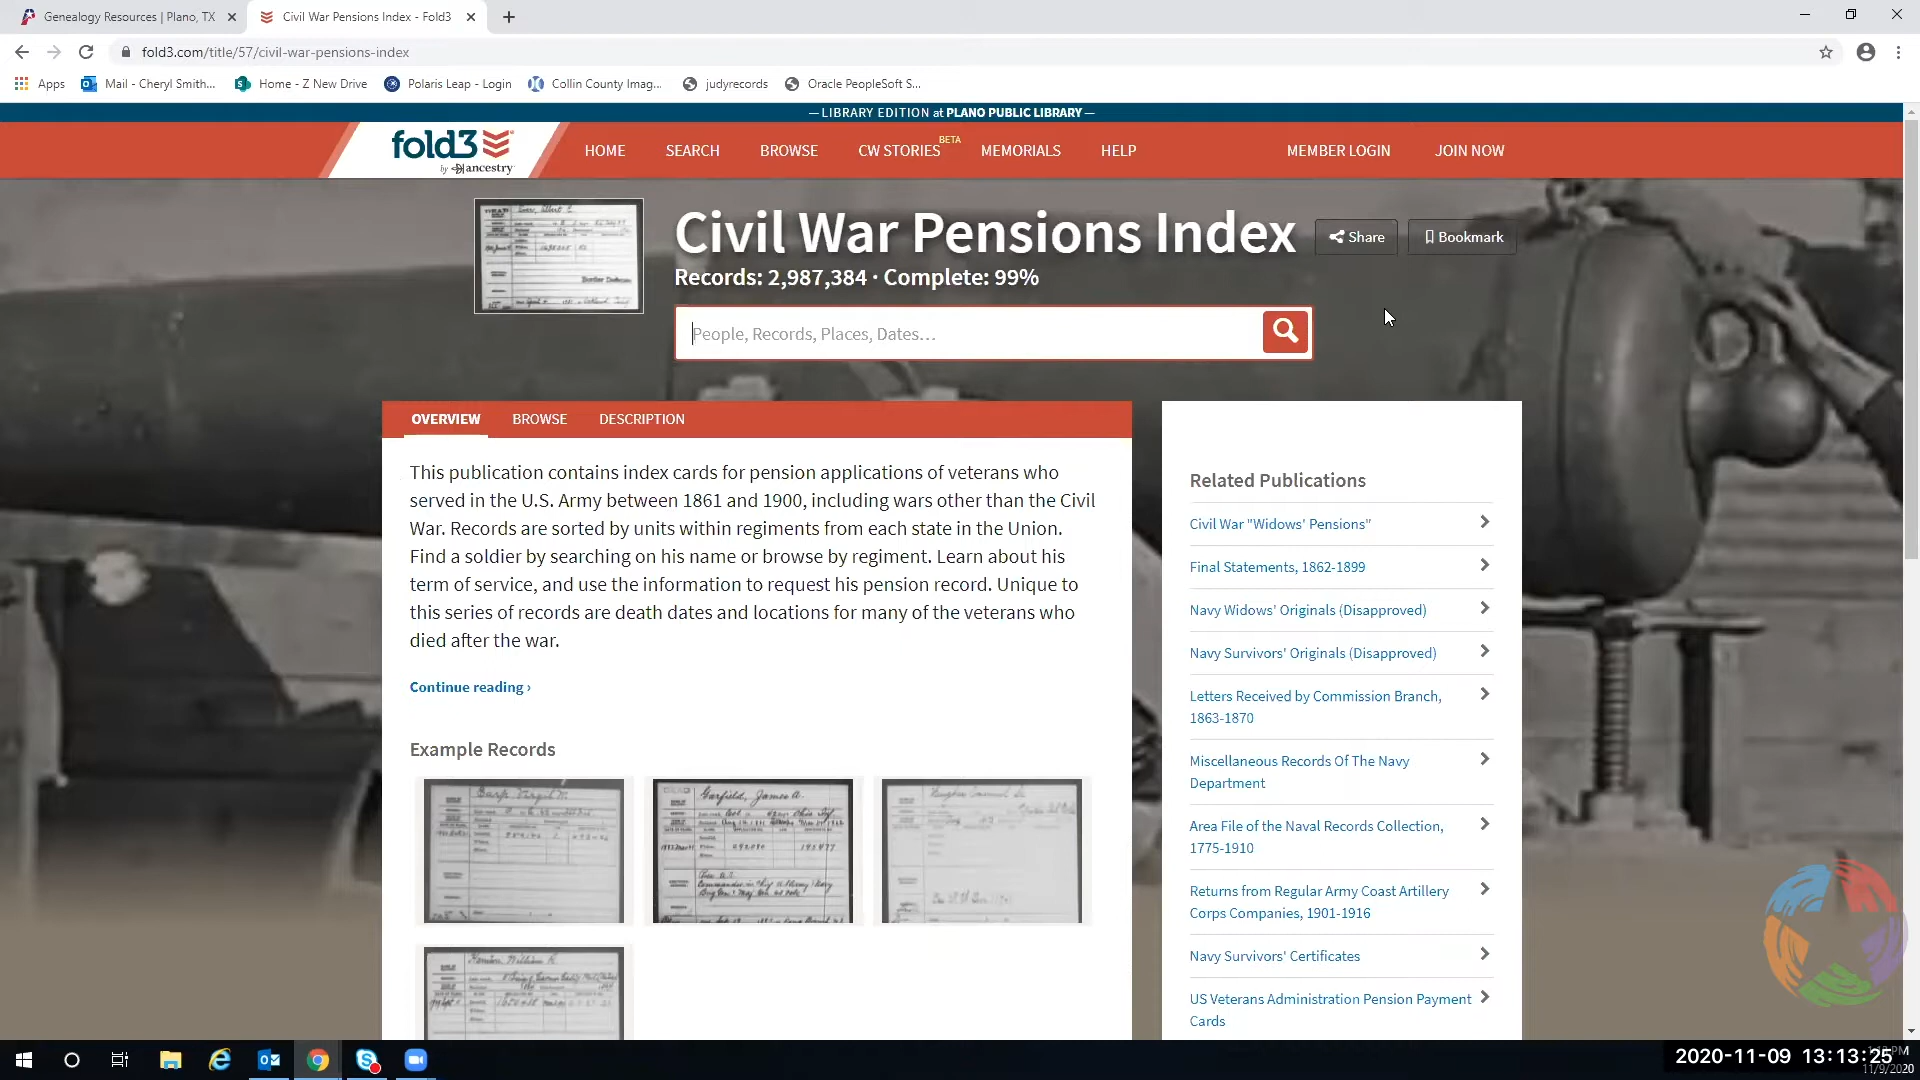 Genealogy Resources | Plano, TX
Civil War Pensions Index - Fold3
fold3.com/title/57/civil-war-pensions-index
Apps
Mail - Cheryl Smith...
Home - Z New Drive
Polaris Leap - Login
Collin County Imag...
judyrecords
Oracle PeopleSoft S...
— LIBRARY EDITION at PLANO PUBLIC LIBRARY —
fold3
by ancestry
HOME
SEARCH
BROWSE
CW STORIES BETA
MEMORIALS
HELP
MEMBER LOGIN
JOIN NOW
Civil War Pensions Index
Share
Bookmark
Records: 2,987,384 · Complete: 99%
People, Records, Places, Dates...
OVERVIEW
BROWSE
DESCRIPTION
This publication contains index cards for pension applications of veterans who
served in the U.S. Army between 1861 and 1900, including wars other than the Civil
War. Records are sorted by units within regiments from each state in the Union.
Find a soldier by searching on his name or browse by regiment. Learn about his
term of service, and use the information to request his pension record. Unique to
this series of records are death dates and locations for many of the veterans who
died after the war.
Continue reading ›
Example Records
Garfield, James A.
Related Publications
Civil War "Widows' Pensions"
Final Statements, 1862-1899
Navy Widows' Originals (Disapproved)
Navy Survivors' Originals (Disapproved)
Letters Received by Commission Branch,
1863-1870
Miscellaneous Records Of The Navy
Department
Area File of the Naval Records Collection,
1775-1910
Returns from Regular Army Coast Artillery
Corps Companies, 1901-1916
Navy Survivors' Certificates
US Veterans Administration Pension Payment
Cards
2020-11-09 13:13:25
11/9/2020